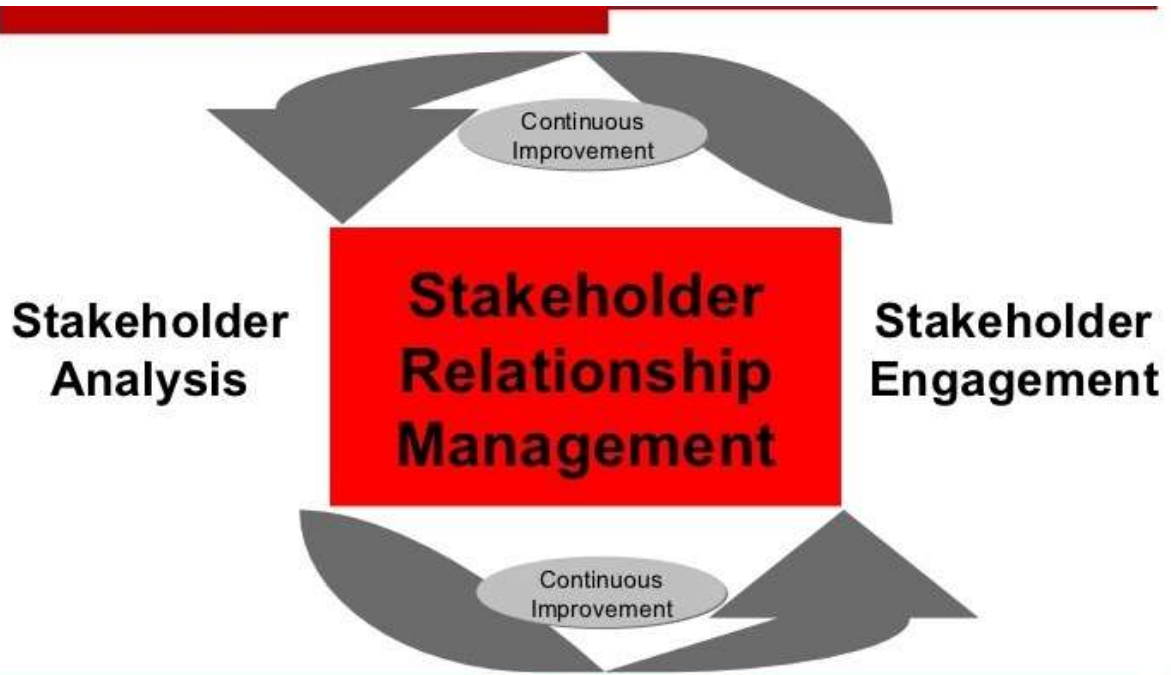 Continuous
Improvement
Stakeholder
Analysis
Stakeholder
Relationship
Management
Stakeholder
Engagement
Continuous
Improvement